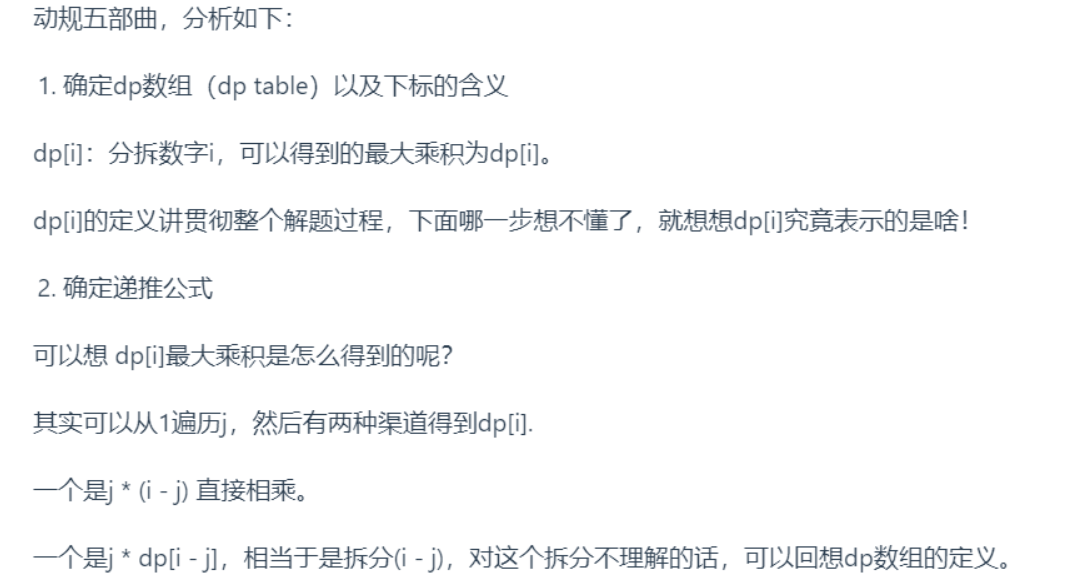 动规五部曲，分析如下：
1. 确定dp数组（dp table）以及下标的含义
dp[i]：分拆数字i，可以得到的最大乘积为dp[i]。
dp[i]的定义讲贯彻整个解题过程，下面哪一步想不懂了，就想想dp[i]究竟表示的是啥！
2. 确定递推公式
可以想 dp[i]最大乘积是怎么得到的呢？
其实可以从1遍历j，然后有两种渠道得到dp[i].
一个是j * (i - j) 直接相乘。
一个是j * dp[i - j]，相当于是拆分(i - j)，对这个拆分不理解的话，可以回想dp数组的定义。